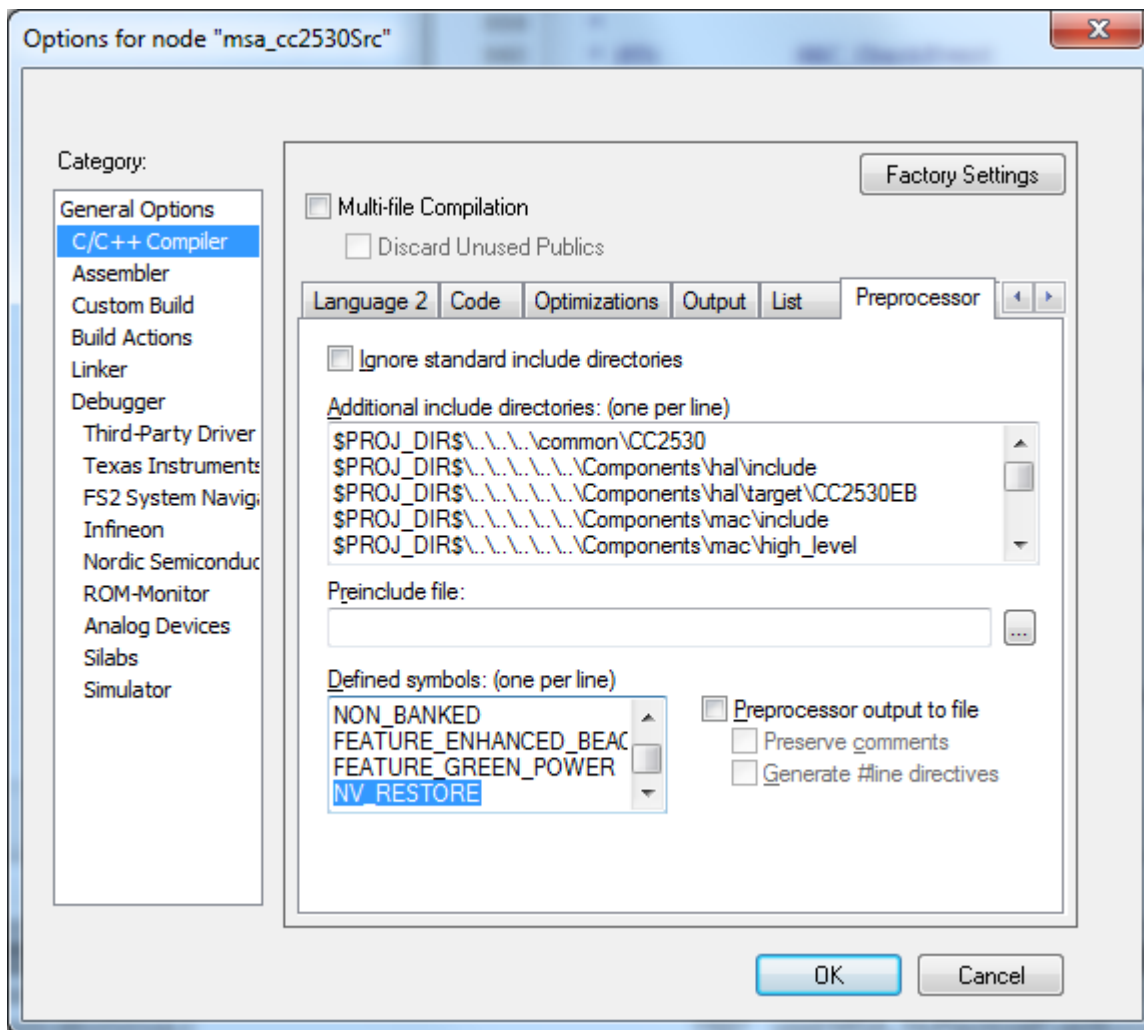 Options for node "msa_cc2530Src"
Category:
General Options
C/C++ Compiler
Assembler
Custom Build
Build Actions
Linker
Debugger
Third-Party Driver
Texas Instruments
FS2 System Naviga
Infineon
Nordic Semiconduc
ROM-Monitor
Analog Devices
Silabs
Simulator
Factory Settings
Multi-file Compilation
Discard Unused Publics
Language 2
Code
Optimizations
Output
List
Preprocessor
Ignore standard include directories
Additional include directories: (one per line)
$PROJ_DIR$\..\..\..\common\CC2530
$PROJ_DIR$\..\..\..\..\..\Components\hal\include
$PROJ_DIR$\..\..\..\..\..\Components\hal\target\CC2530EB
$PROJ_DIR$\..\..\..\..\..\Components\mac\include
$PROJ_DIR$\..\..\..\..\..\Components\mac\high_level
Preinclude file:
...
Defined symbols: (one per line)
NON_BANKED
FEATURE_ENHANCED_BEAC
FEATURE_GREEN_POWER
NV_RESTORE
Preprocessor output to file
Preserve comments
Generate #line directives
OK
Cancel